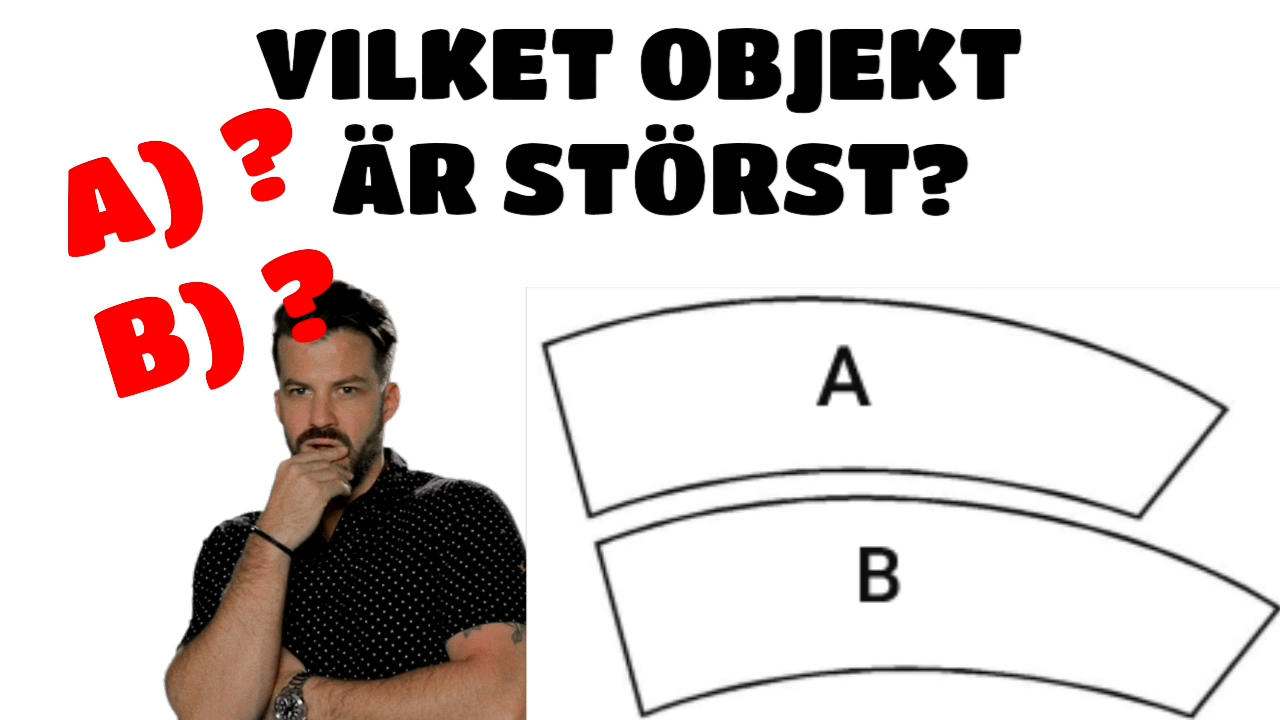 VILKET OBJEKT
ÄR STÖRST?
A) ?
B) ?
A
B